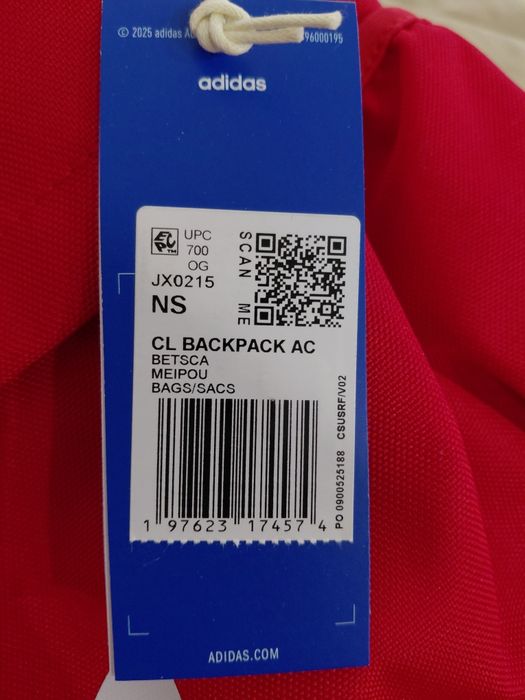 © 2025 adidas
96000195
adidas
EPC™
UPC
700
OG
JX0215
NS
SCAN ME
CL BACKPACK AC
BETSCA
MEIPOU
BAGS/SACS
1 97623 17457 4
PO 0900525188 CSUSRF/V02
ADIDAS.COM